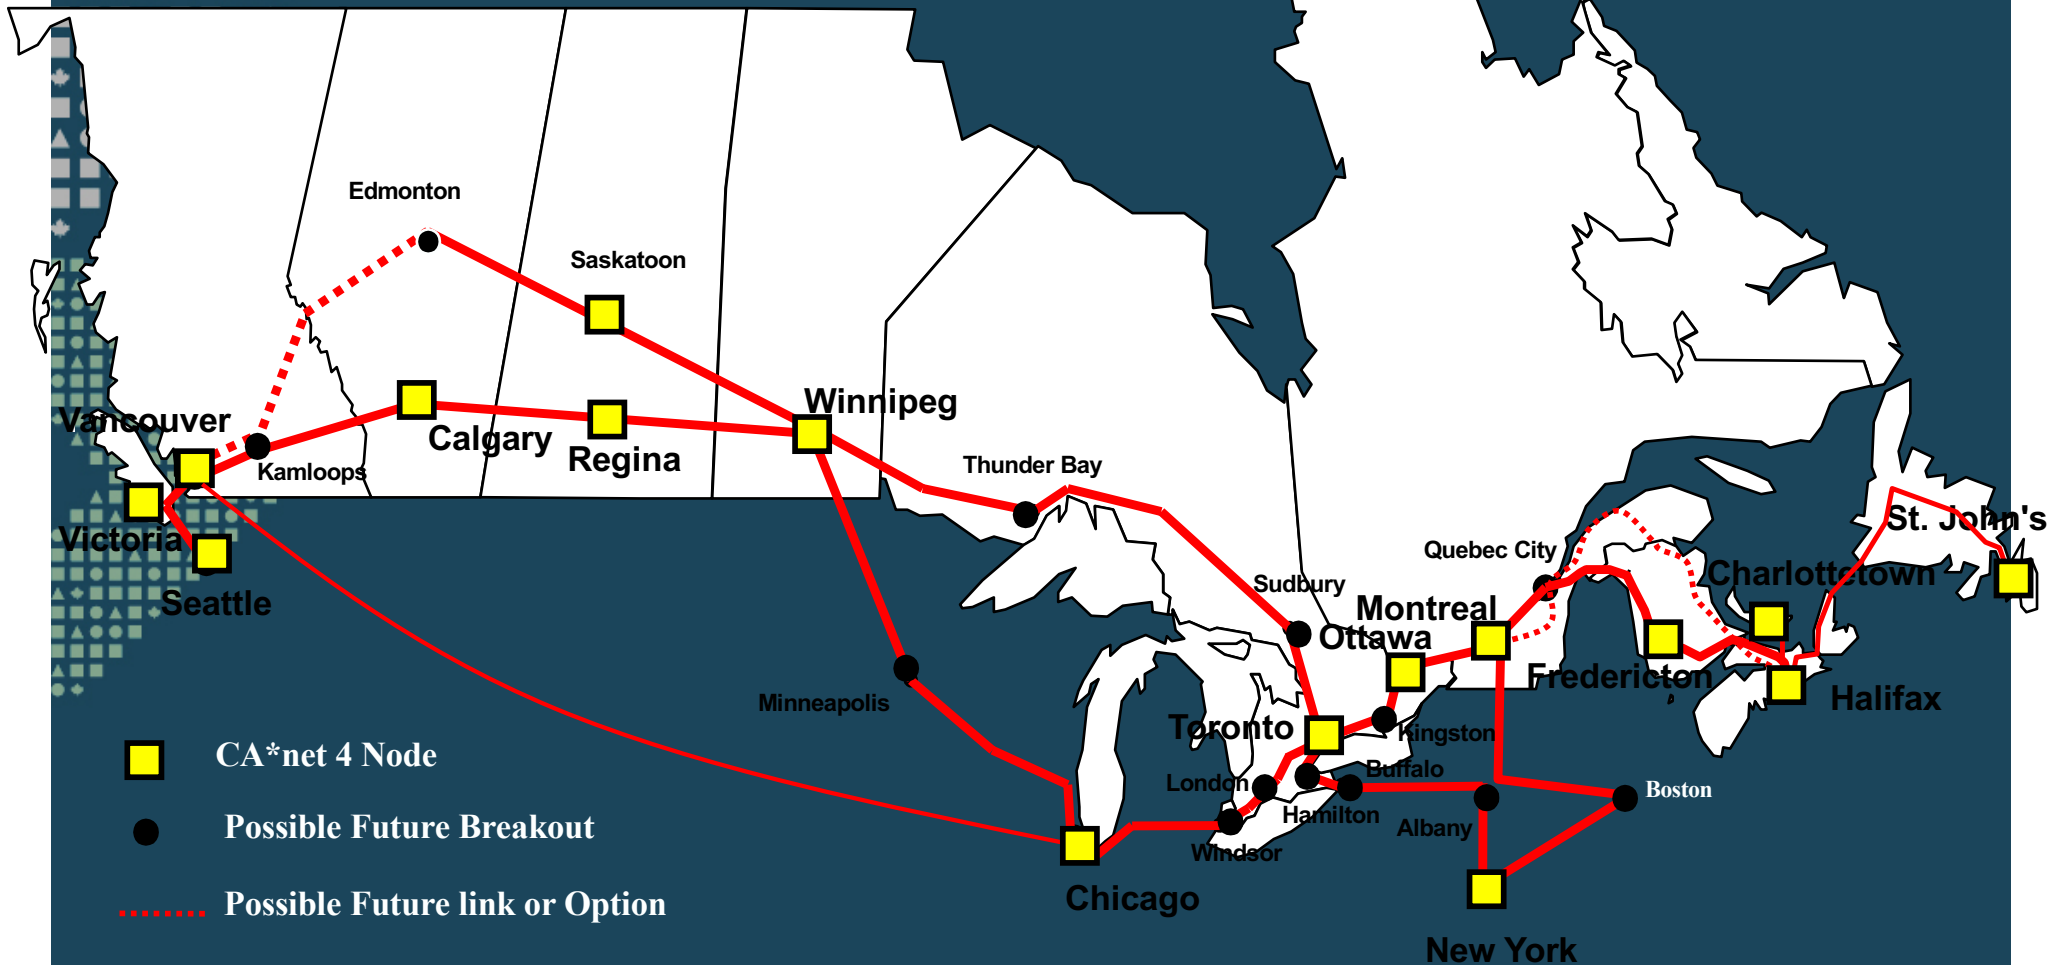 Edmonton
Saskatoon
Winnipeg
Vancouver
Calgary
Regina
Kamloops
Thunder Bay
St. John's
Victoria
Quebec City
Charlottetown
Sudbury
Seattle
Montreal
Ottawa
Fredericton
Halifax
Minneapolis
Toronto
Kingston
CA*net 4 Node
Buffalo
London
Boston
Hamilton
Albany
Possible Future Breakout
Windsor
Chicago
Possible Future link or Option
New York